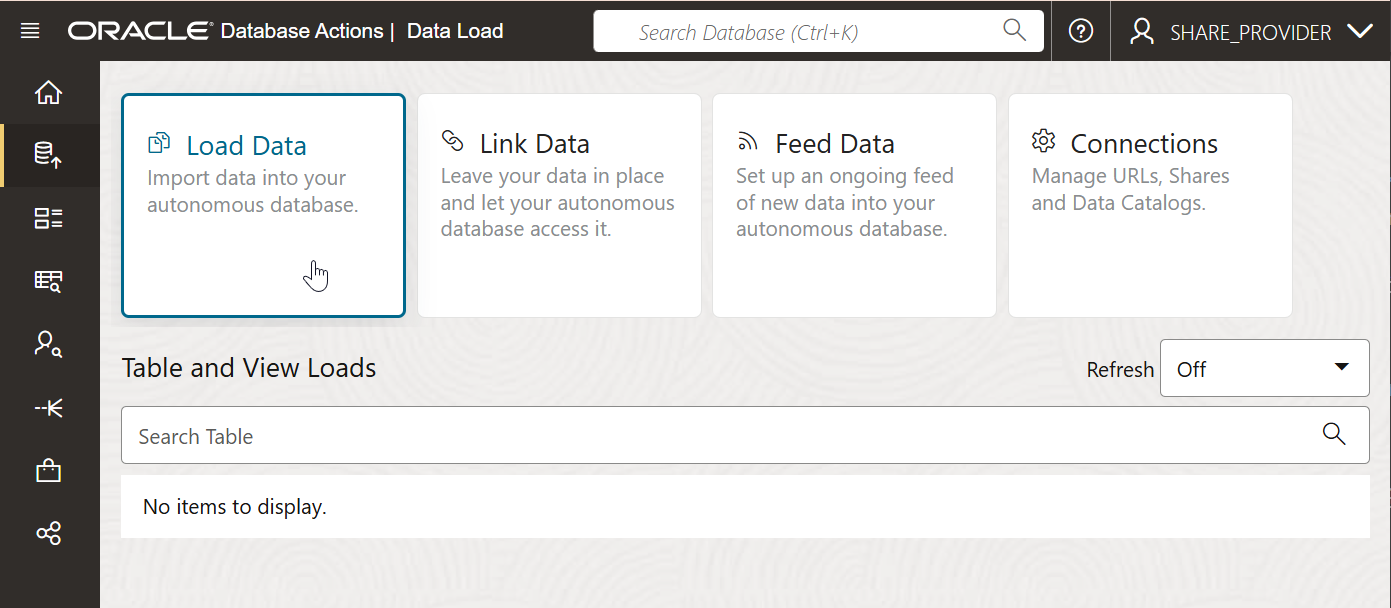 ORACLE Database Actions | Data Load
Search Database (Ctrl+K)
SHARE_PROVIDER
Load Data
Import data into your
autonomous database.
Link Data
Leave your data in place
and let your autonomous
database access it.
Feed Data
Set up an ongoing feed
of new data into your
autonomous database.
Connections
Manage URLs, Shares
and Data Catalogs.
Table and View Loads
Refresh
Off
Search Table
No items to display.